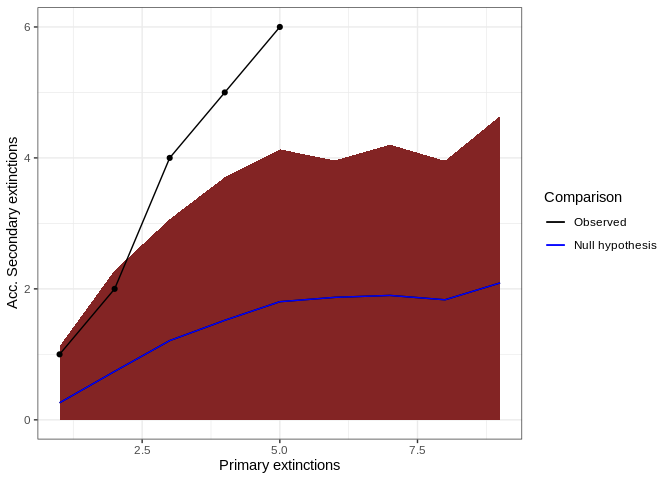 6
4
2
0
Acc. Secondary extinctions
2.5
5.0
7.5
Primary extinctions
Comparison
Observed
Null hypothesis